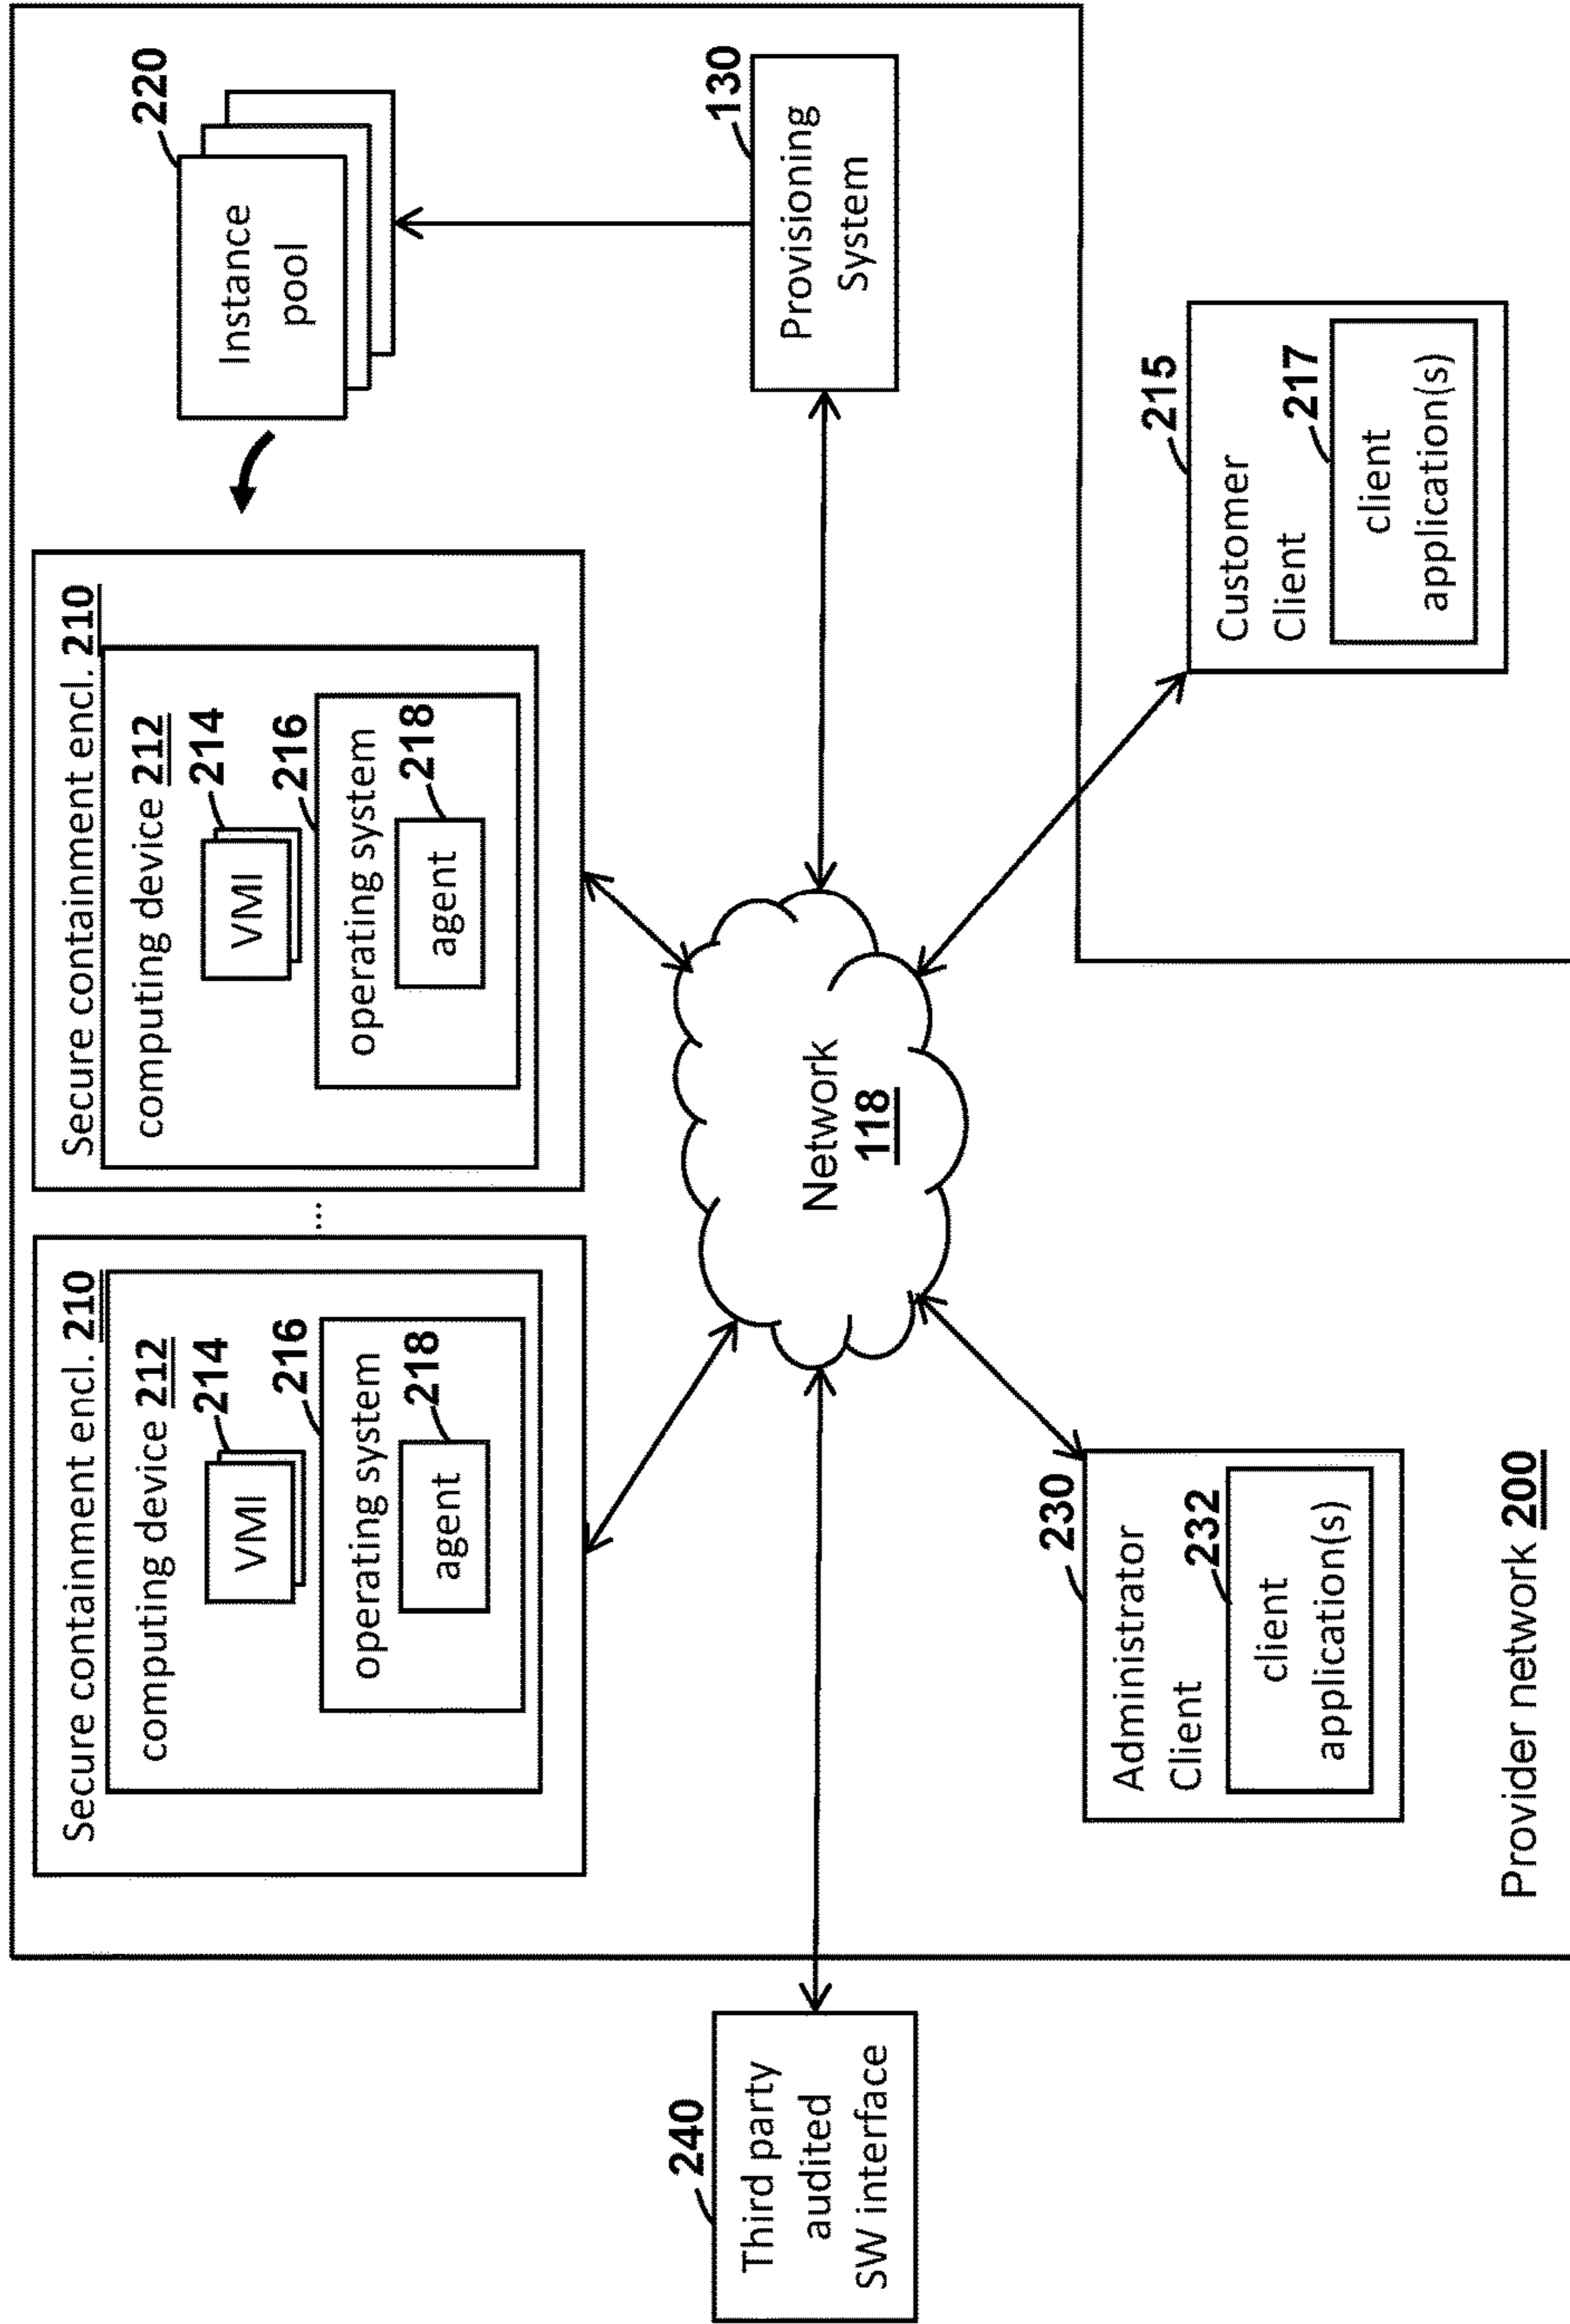 Secure containment encl. 210
computing device 212
214
VMI
216
operating system
218
agent
...
Secure containment encl. 210
computing device 212
214
VMI
216
operating system
218
agent
220
Instance
pool
240
Third party
audited
SW interface
Network
118
130
Provisioning
System
230
Administrator
Client
232
client
application(s)
215
Customer
Client
217
client
application(s)
Provider network 200